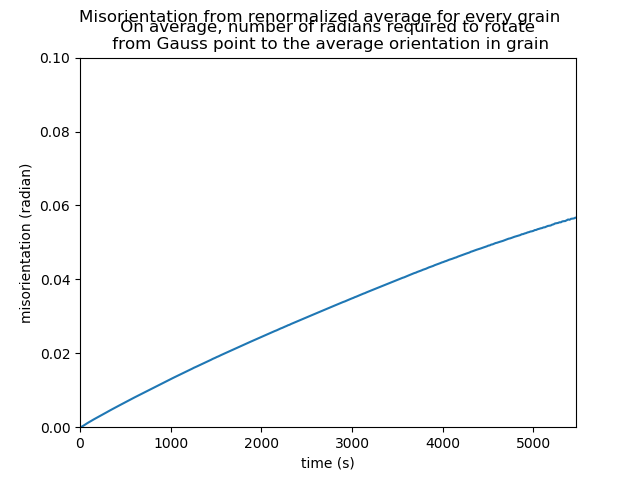 Misorientation from renormalized average for every grain
On average, number of radians required to rotate
from Gauss point to the average orientation in grain
0.10
0.08
0.06
0.04
0.02
0.00
misorientation (radian)
0 1000 2000 3000 4000 5000
time (s)